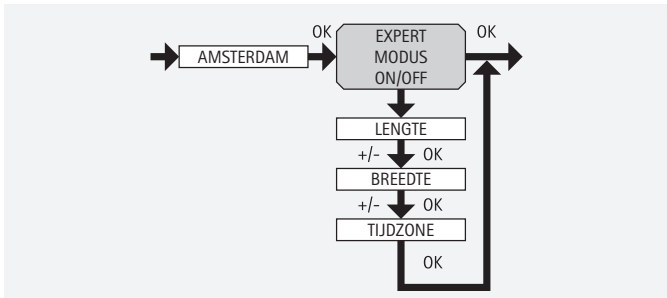 OK
EXPERT
MODUS
ON/OFF
OK
AMSTERDAM
LENGTE
+/- OK
BREEDTE
+/- OK
TIJDZONE
OK